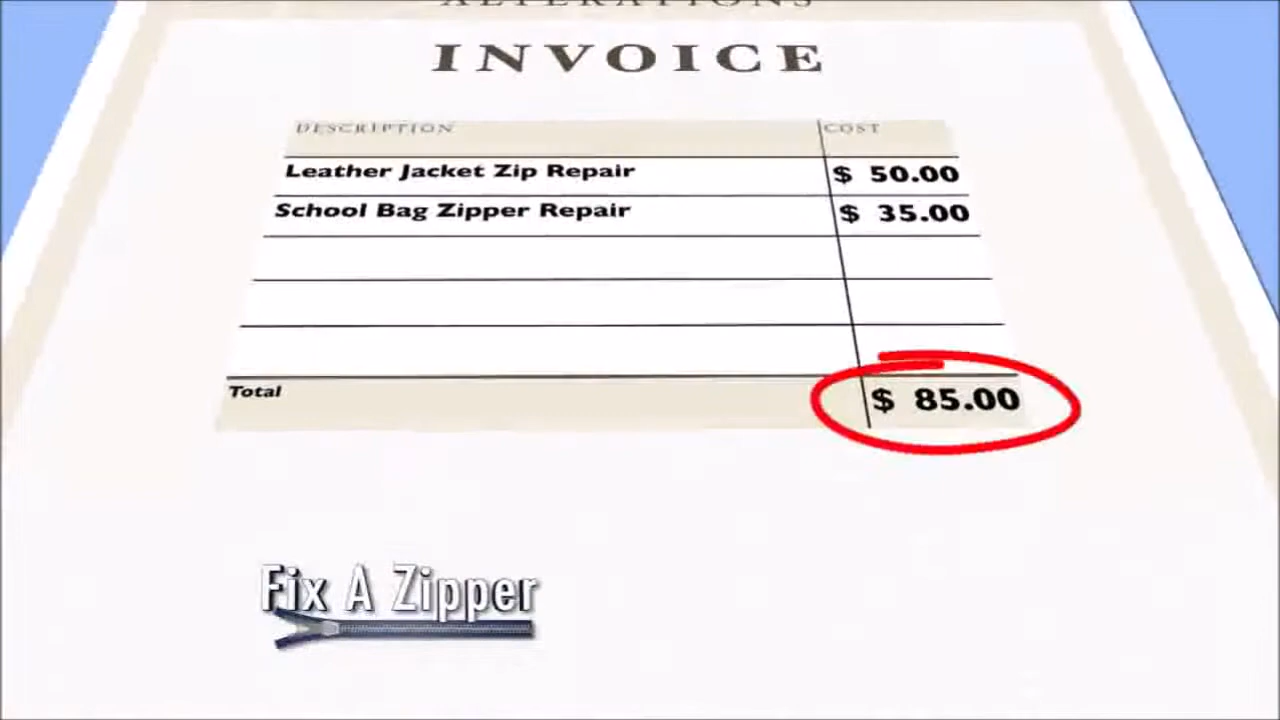 ALTERATIONS
INVOICE
DESCRIPTION COST
Leather Jacket Zip Repair $ 50.00
School Bag Zipper Repair $ 35.00
Total $ 85.00
Fix A Zipper